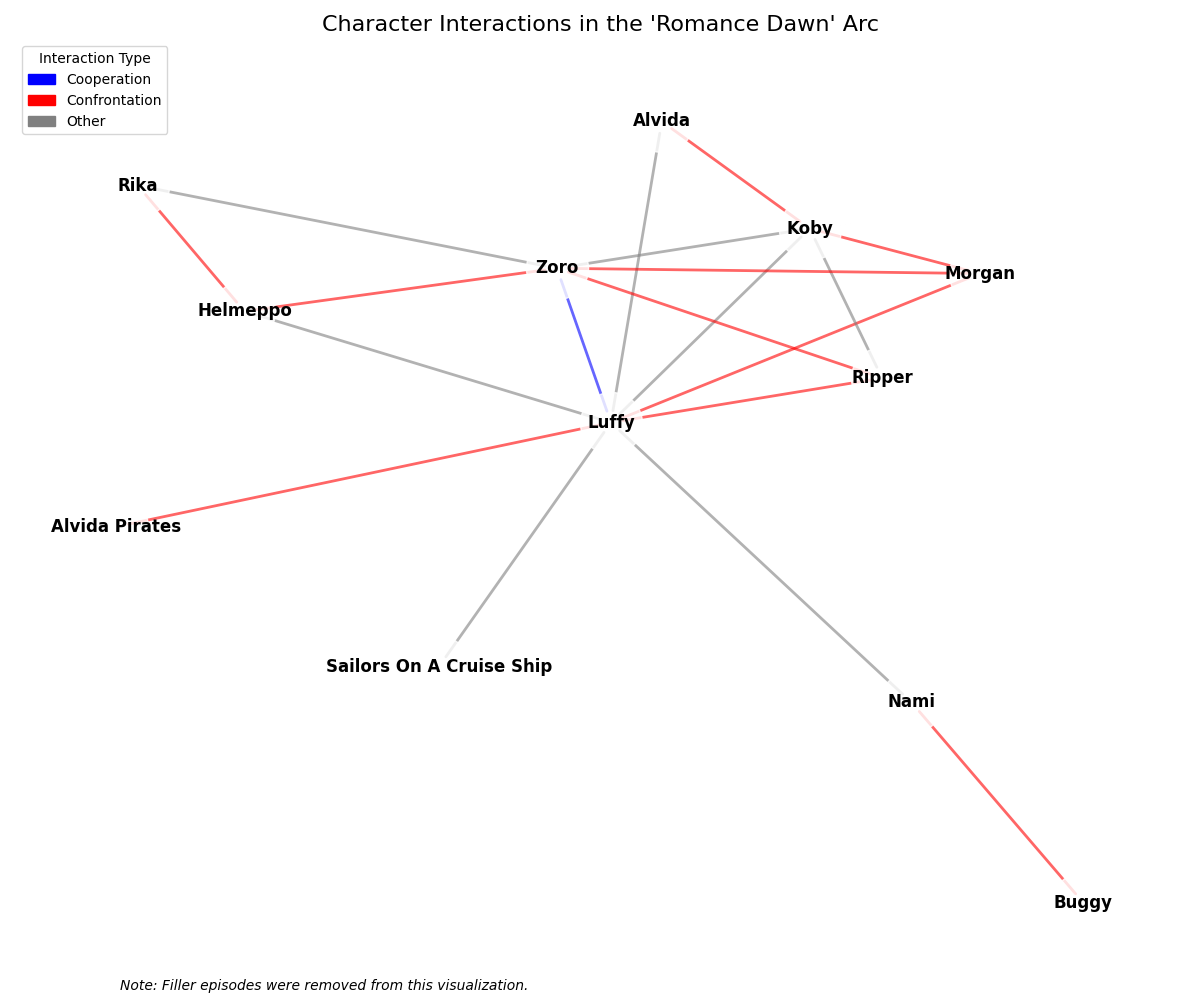 Character Interactions in the 'Romance Dawn' Arc
Interaction Type
Cooperation
Confrontation
Other
Alvida
Rika
Koby
Zoro
Morgan
Helmeppo
Ripper
Luffy
Alvida Pirates
Sailors On A Cruise Ship
Nami
Buggy
Note: Filler episodes were removed from this visualization.